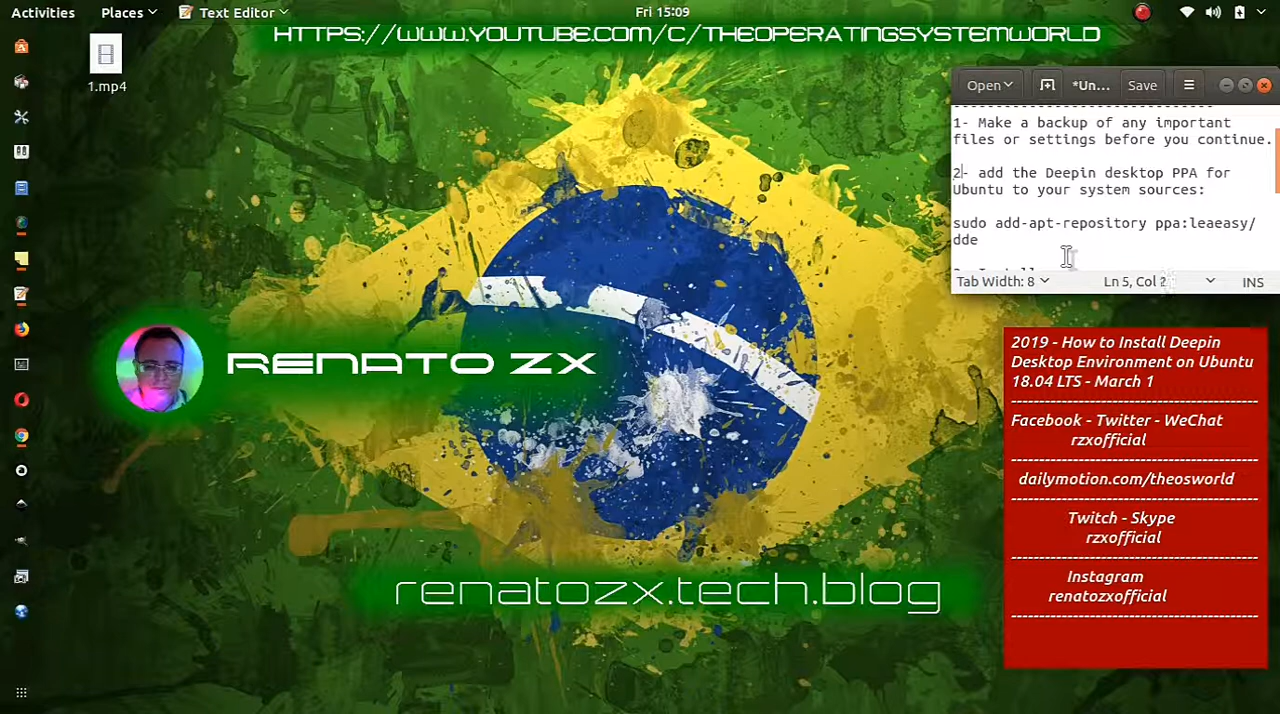 Activities Places Text Editor Fri 15:09
HTTPS://WWW.YOUTUBE.COM/C/THEOPERATINGSYSTEMWORLD
1.mp4
Open *Un... Save
1- Make a backup of any important
files or settings before you continue.
2- add the Deepin desktop PPA for
Ubuntu to your system sources:
sudo add-apt-repository ppa:leaeasy/
dde
Tab Width: 8 Ln 5, Col 2 INS
RENATO ZX
renatozx.tech.blog
2019 - How to Install Deepin
Desktop Environment on Ubuntu
18.04 LTS - March 1
------------------------------------------------
Facebook - Twitter - WeChat
rzxofficial
------------------------------------------------
dailymotion.com/theosworld
------------------------------------------------
Twitch - Skype
rzxofficial
------------------------------------------------
Instagram
renatozxofficial
------------------------------------------------